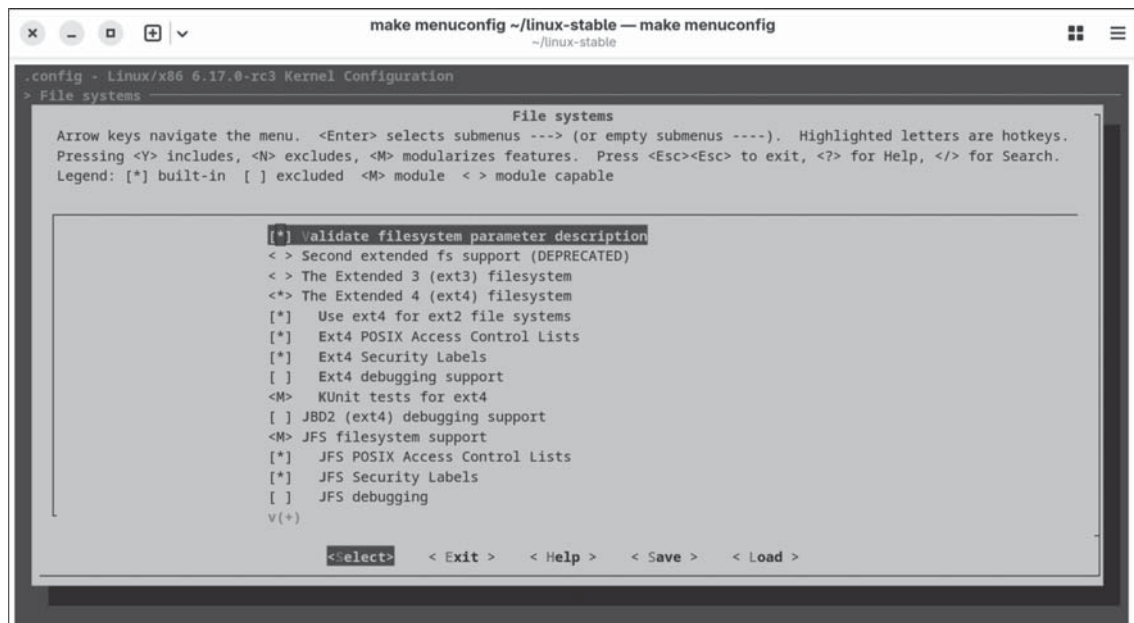 make menuconfig ~/linux-stable — make menuconfig
~/linux-stable
.config - Linux/x86 6.17.0-rc3 Kernel Configuration
> File systems
File systems
Arrow keys navigate the menu. <Enter> selects submenus ---> (or empty submenus ----). Highlighted letters are hotkeys.
Pressing <Y> includes, <N> excludes, <M> modularizes features. Press <Esc><Esc> to exit, <?> for Help, </> for Search.
Legend: [*] built-in [ ] excluded <M> module < > module capable
[*] Validate filesystem parameter description
< > Second extended fs support (DEPRECATED)
< > The Extended 3 (ext3) filesystem
<*> The Extended 4 (ext4) filesystem
[*] Use ext4 for ext2 file systems
[*] Ext4 POSIX Access Control Lists
[*] Ext4 Security Labels
[ ] Ext4 debugging support
<M> KUnit tests for ext4
[ ] JBD2 (ext4) debugging support
<M> JFS filesystem support
[*] JFS POSIX Access Control Lists
[*] JFS Security Labels
[ ] JFS debugging
v(+)
<Select> < Exit > < Help > < Save > < Load >